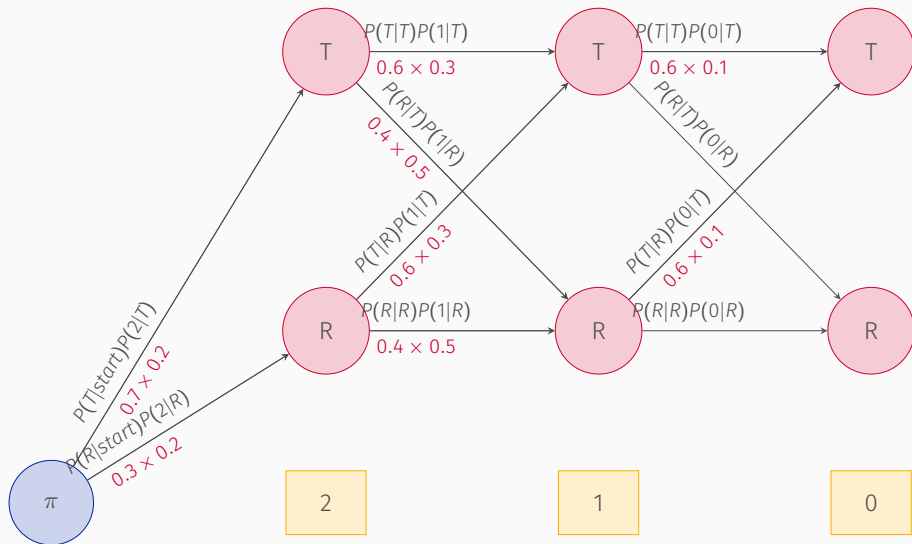 T
P(T|T)P(1|T)
0.6 × 0.3
T
P(T|T)P(0|T)
0.6 × 0.1
T
P(R|T)P(1|R)
0.4 × 0.5
P(R|T)P(0|R)
P(T|R)P(1|T)
0.6 × 0.3
P(T|R)P(0|T)
0.6 × 0.1
R
P(R|R)P(1|R)
0.4 × 0.5
R
P(R|R)P(0|R)
R
P(T|start)P(2|T)
0.7 × 0.2
P(R|start)P(2|R)
0.3 × 0.2
π
2
1
0